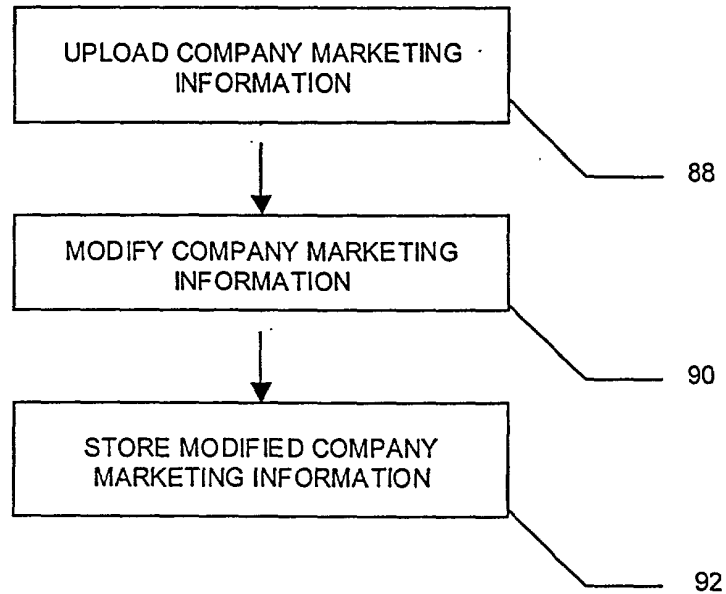 UPLOAD COMPANY MARKETING
INFORMATION
88
MODIFY COMPANY MARKETING
INFORMATION
90
STORE MODIFIED COMPANY
MARKETING INFORMATION
92